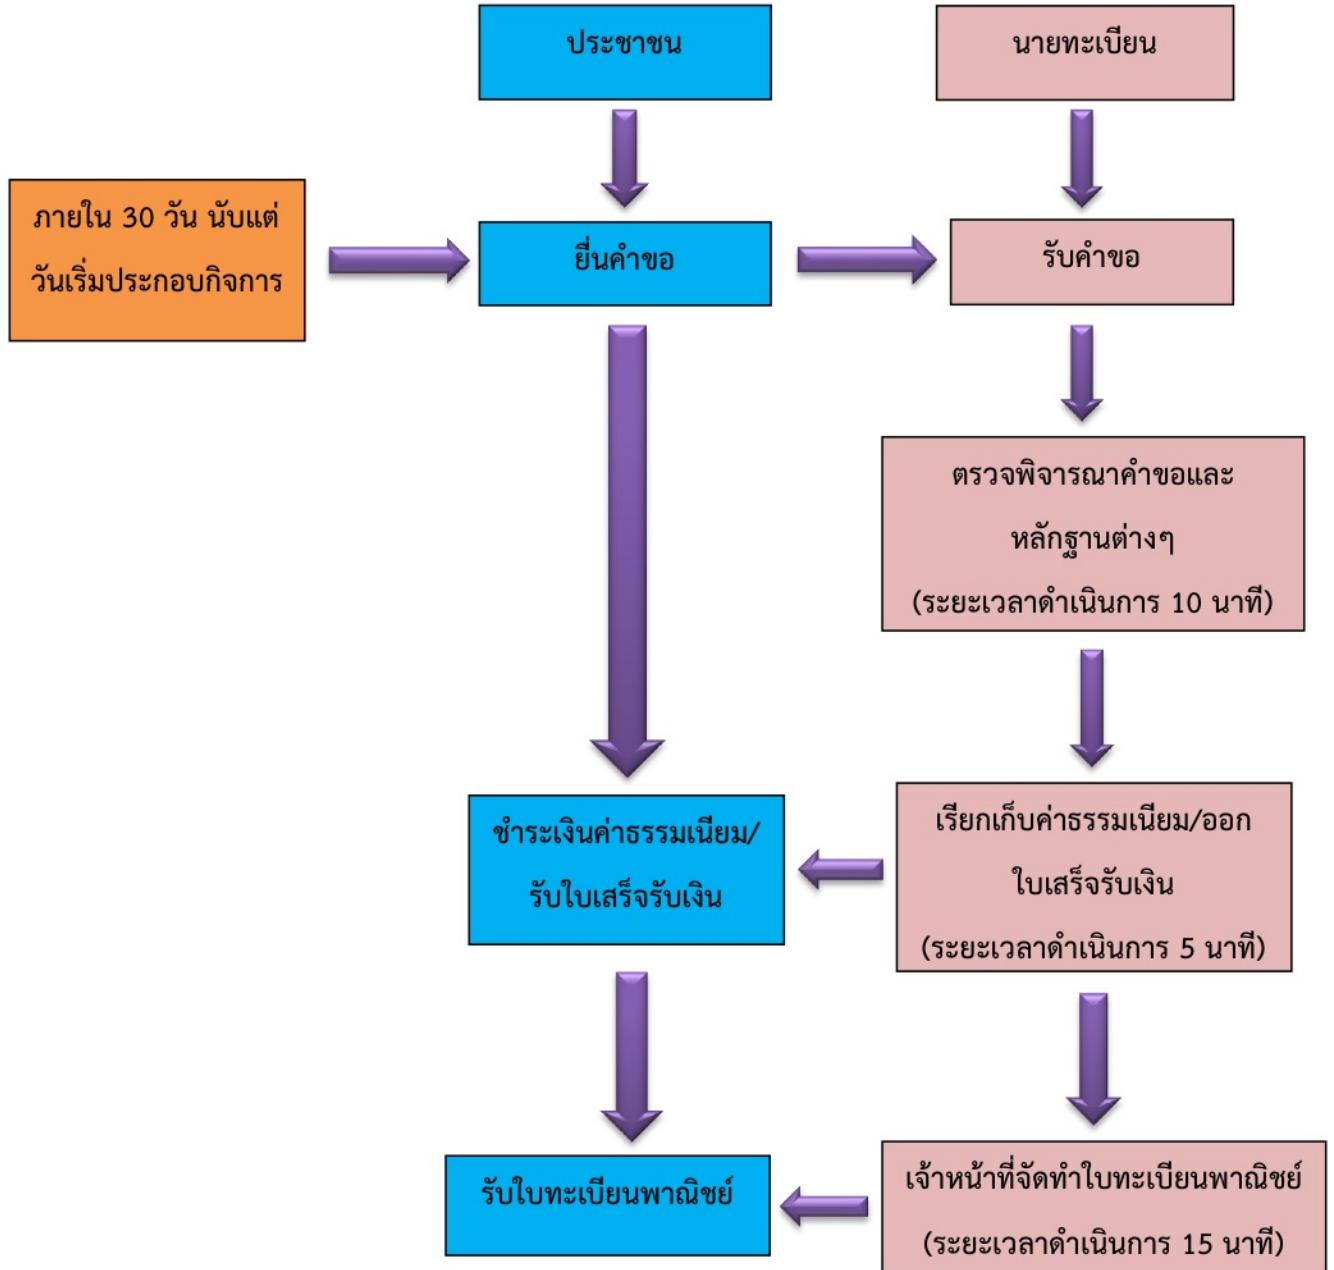 ประชาชน
นายทะเบียน
ภายใน 30 วัน นับแต่
วันเริ่มประกอบกิจการ
ยื่นคำขอ
รับคำขอ
ตรวจพิจารณาคำขอและ
หลักฐานต่างๆ
(ระยะเวลาดำเนินการ 10 นาที)
ชำระเงินค่าธรรมเนียม/
รับใบเสร็จรับเงิน
เรียกเก็บค่าธรรมเนียม/ออก
ใบเสร็จรับเงิน
(ระยะเวลาดำเนินการ 5 นาที)
รับใบทะเบียนพาณิชย์
เจ้าหน้าที่จัดทำใบทะเบียนพาณิชย์
(ระยะเวลาดำเนินการ 15 นาที)